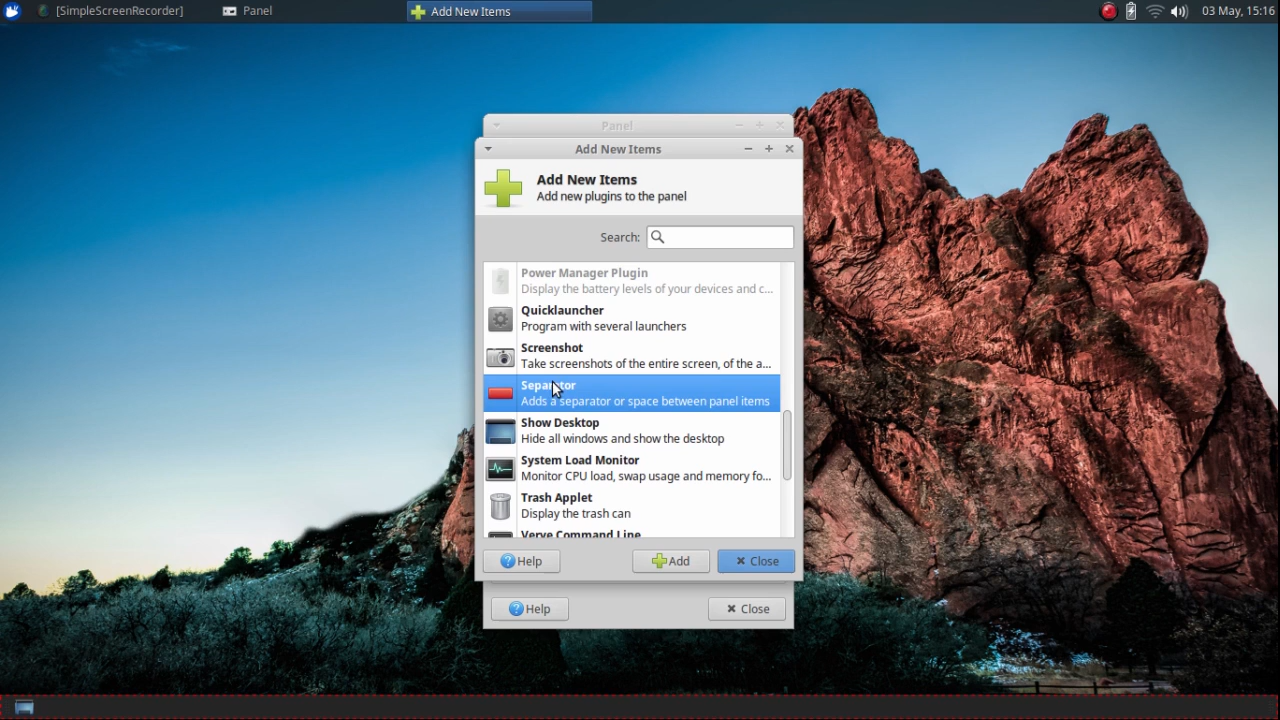 [SimpleScreenRecorder]
Panel
Add New Items
03 May, 15:16
Panel
Add New Items
Add New Items
Add new plugins to the panel
Search:
Power Manager Plugin
Display the battery levels of your devices and c...
Quicklauncher
Program with several launchers
Screenshot
Take screenshots of the entire screen, of the a...
Separator
Adds a separator or space between panel items
Show Desktop
Hide all windows and show the desktop
System Load Monitor
Monitor CPU load, swap usage and memory fo...
Trash Applet
Display the trash can
Verve Command Line
Help
Add
Close
Help
Close